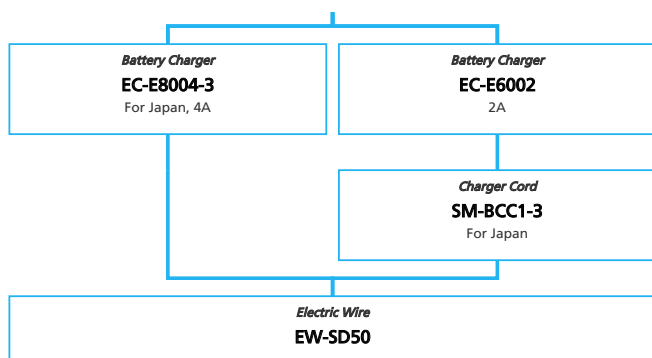 Battery Charger
EC-E8004-3
For Japan, 4A
Battery Charger
EC-E6002
2A
Charger Cord
SM-BCC1-3
For Japan
Electric Wire
EW-SD50